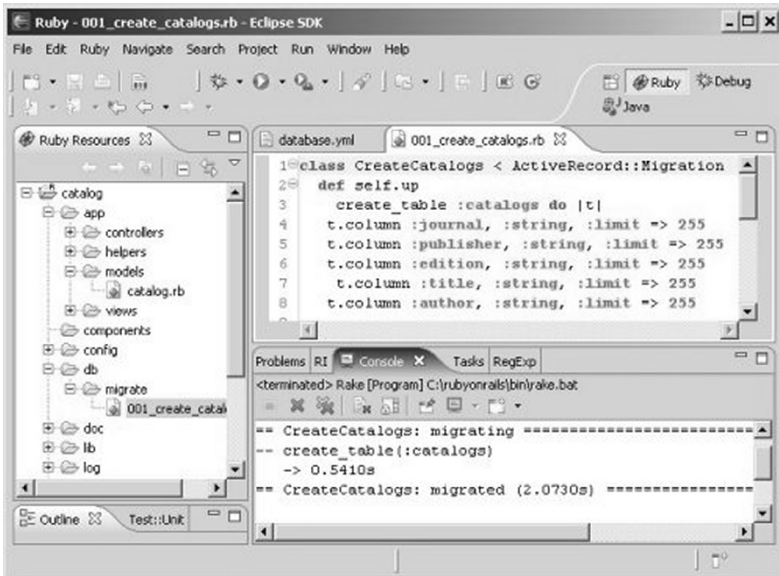 Ruby - 001_create_catalogs.rb - Eclipse SDK
File Edit Ruby Navigate Search Project Run Window Help
Ruby Debug
Java
Ruby Resources
catalog
app
controllers
helpers
models
catalog.rb
views
components
config
db
migrate
001_create_catal
doc
lib
log
Outline Test::Unit
database.yml 001_create_catalogs.rb
1 class CreateCatalogs < ActiveRecord::Migration
2 def self.up
3 create_table :catalogs do |t|
4 t.column :journal, :string, :limit => 255
5 t.column :publisher, :string, :limit => 255
6 t.column :edition, :string, :limit => 255
7 t.column :title, :string, :limit => 255
8 t.column :author, :string, :limit => 255
Problems RI Console Tasks RegExp
<terminated> Rake [Program] C:\rubyonrails\bin\rake.bat
== CreateCatalogs: migrating ==========================
-- create_table(:catalogs)
-> 0.5410s
== CreateCatalogs: migrated (2.0730s) =================